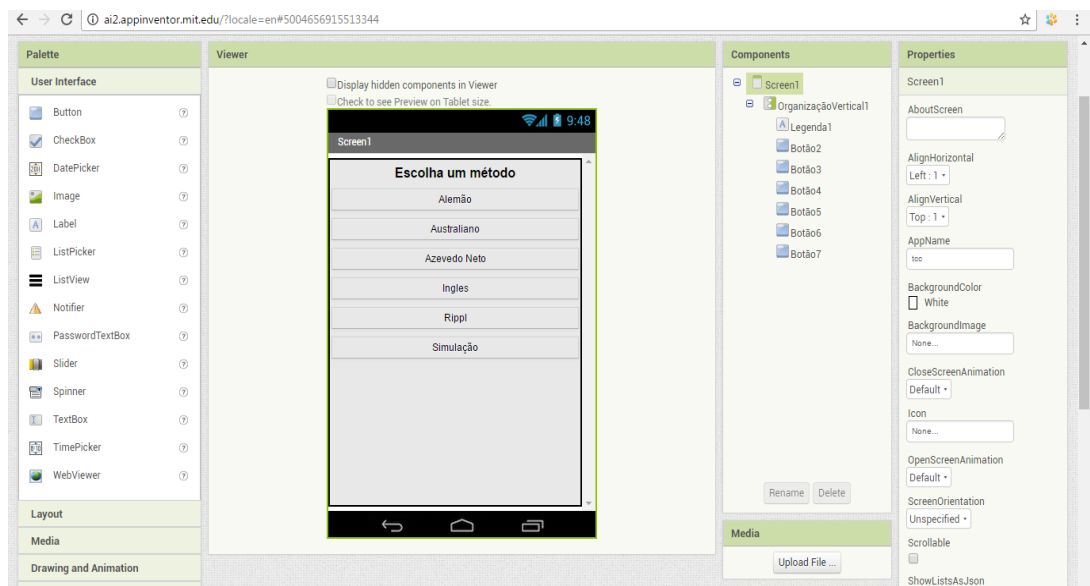 ai2.appinventor.mit.edu/?locale=en#5004656915513344
Palette
User Interface
Button
CheckBox
DatePicker
Image
Label
ListPicker
ListView
Notifier
PasswordTextBox
Slider
Spinner
TextBox
TimePicker
WebViewer
Layout
Media
Drawing and Animation
Viewer
Display hidden components in Viewer
Check to see Preview on Tablet size.
9:48
Screen1
Escolha um método
Alemão
Australiano
Azevedo Neto
Ingles
Rippl
Simulação
Components
Screen1
OrganizaçãoVertical1
Legenda1
Botão2
Botão3
Botão4
Botão5
Botão6
Botão7
Rename Delete
Media
Upload File ...
Properties
Screen1
AboutScreen
AlignHorizontal
Left : 1
AlignVertical
Top : 1
AppName
tcc
BackgroundColor
White
BackgroundImage
None...
CloseScreenAnimation
Default
Icon
None...
OpenScreenAnimation
Default
ScreenOrientation
Unspecified
Scrollable
ShowListsAsJson